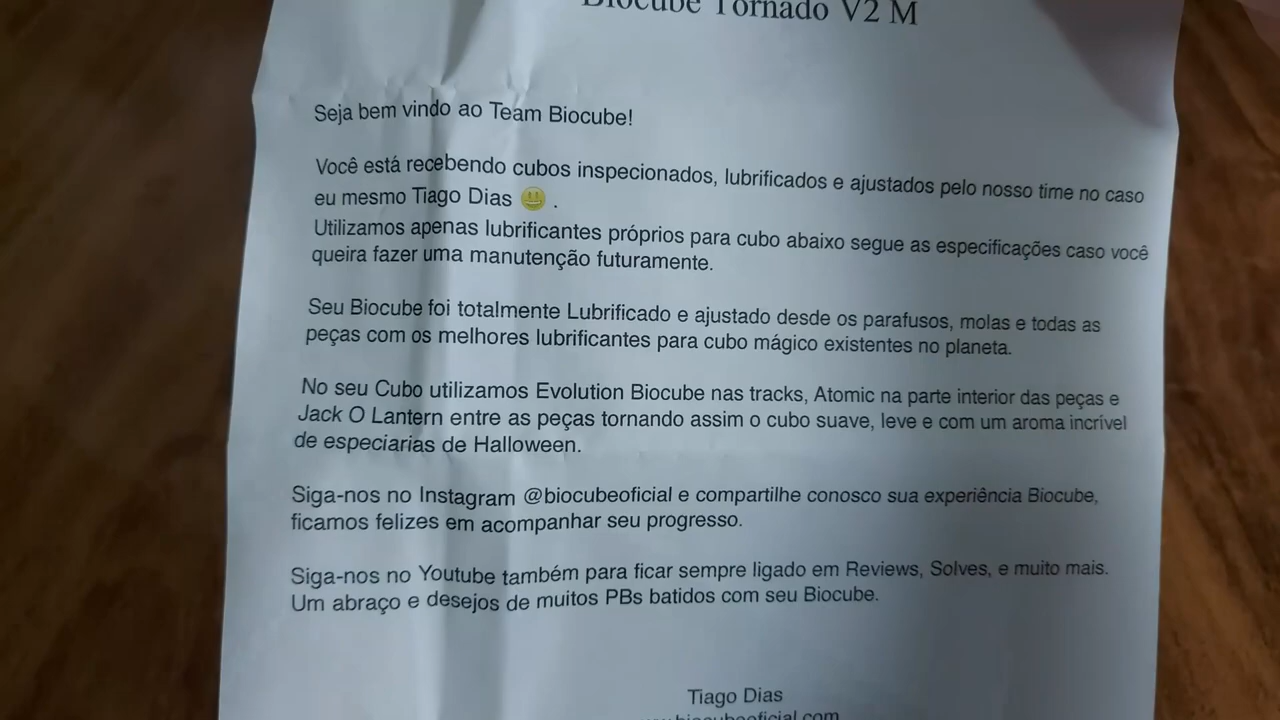 Biocube Tornado V2 M
Seja bem vindo ao Team Biocube!
Você está recebendo cubos inspecionados, lubrificados e ajustados pelo nosso time no caso
eu mesmo Tiago Dias 😃 .
Utilizamos apenas lubrificantes próprios para cubo abaixo segue as especificações caso você
queira fazer uma manutenção futuramente.
Seu Biocube foi totalmente Lubrificado e ajustado desde os parafusos, molas e todas as
peças com os melhores lubrificantes para cubo mágico existentes no planeta.
No seu Cubo utilizamos Evolution Biocube nas tracks, Atomic na parte interior das peças e
Jack O Lantern entre as peças tornando assim o cubo suave, leve e com um aroma incrível
de especiarias de Halloween.
Siga-nos no Instagram @biocubeoficial e compartilhe conosco sua experiência Biocube,
ficamos felizes em acompanhar seu progresso.
Siga-nos no Youtube também para ficar sempre ligado em Reviews, Solves, e muito mais.
Um abraço e desejos de muitos PBs batidos com seu Biocube.
Tiago Dias
www.biocubeoficial.com